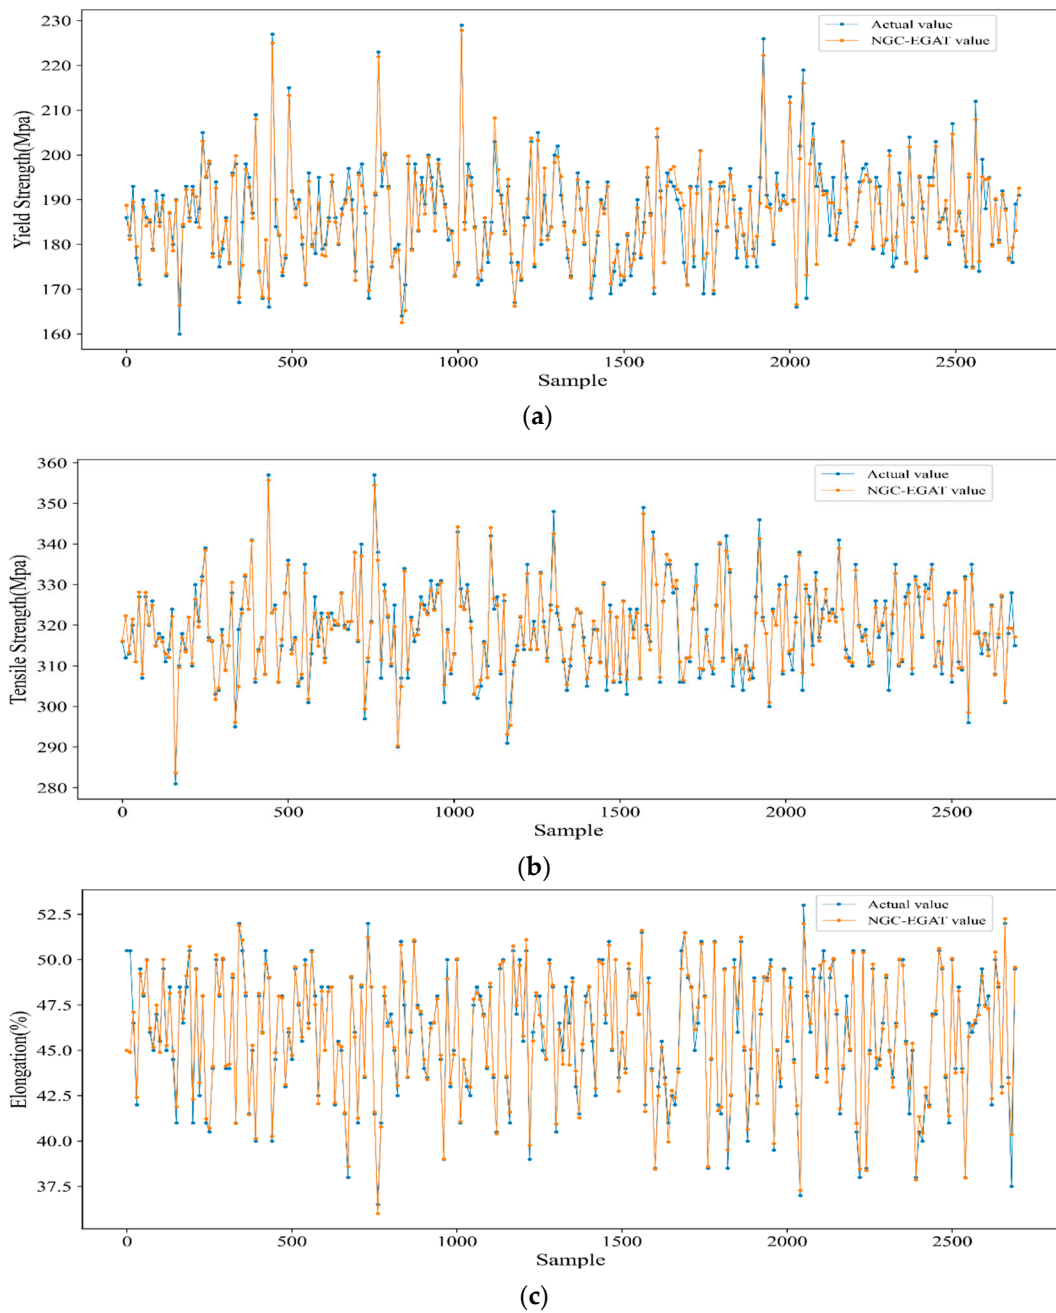 230
220
210
200
190
180
170
160
Yield Strength(Mpa)
Actual value
NGC-EGAT value
0 500 1000 1500 2000 2500
Sample
(a)
360
350
340
330
320
310
300
290
280
Tensile Strength(Mpa)
Actual value
NGC-EGAT value
0 500 1000 1500 2000 2500
Sample
(b)
52.5
50.0
47.5
45.0
42.5
40.0
37.5
Elongation(%)
Actual value
NGC-EGAT value
0 500 1000 1500 2000 2500
Sample
(c)